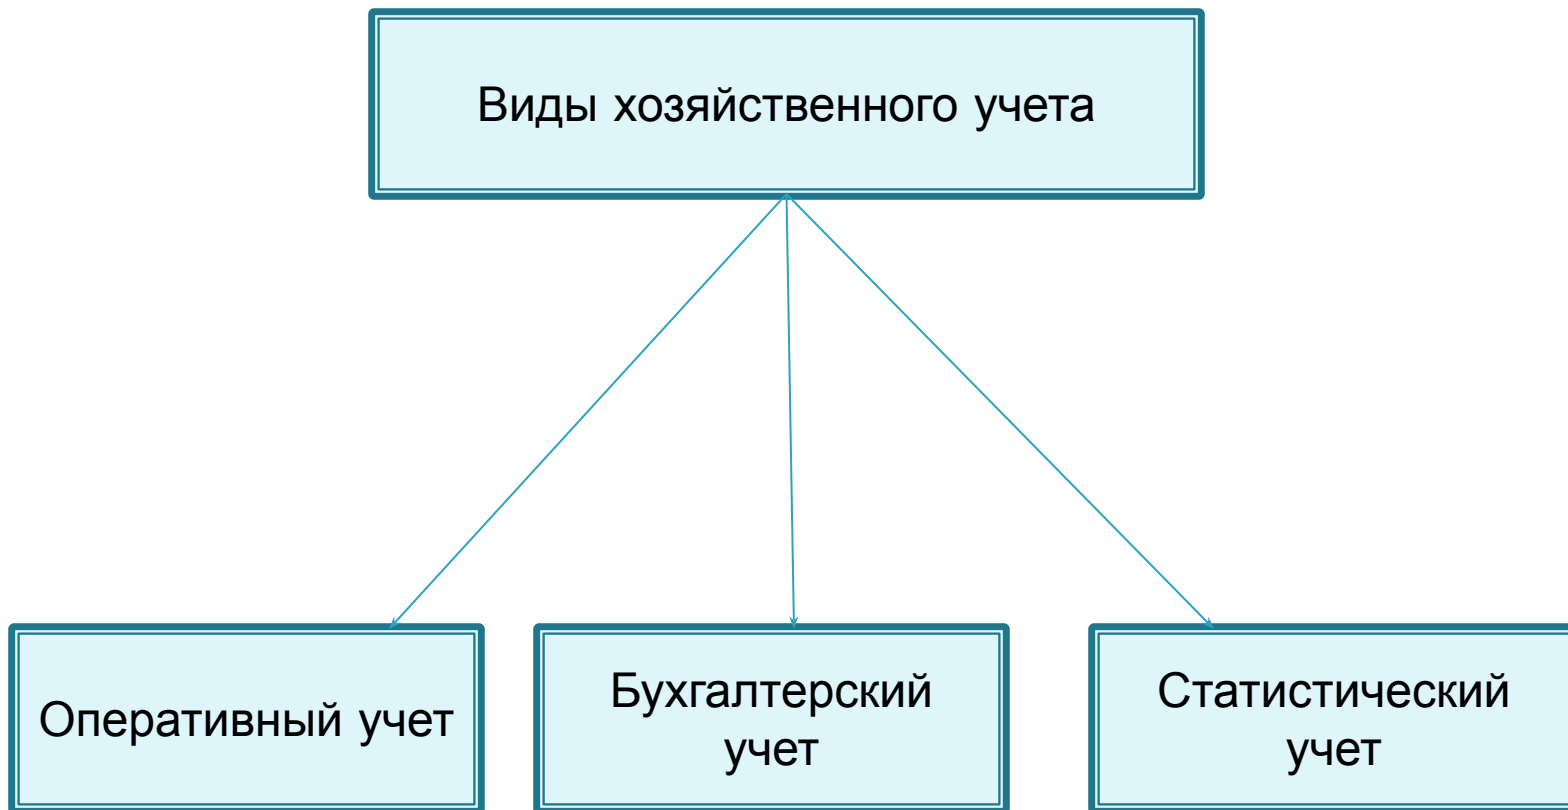 Виды хозяйственного учета
Оперативный учет
Бухгалтерский
учет
Статистический
учет